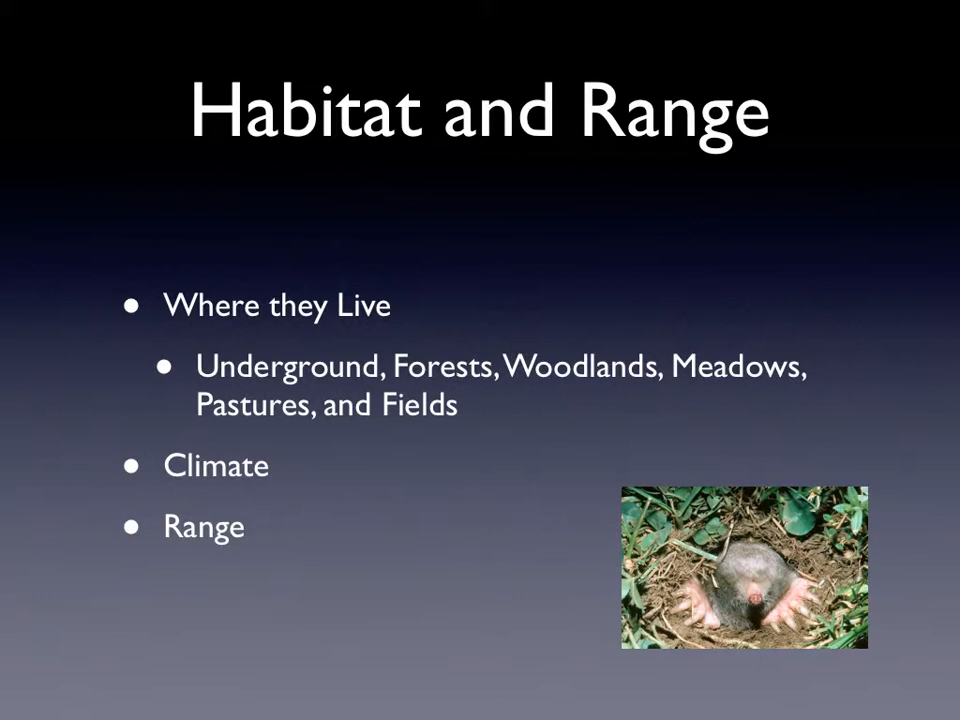 Habitat and Range
• Where they Live
• Underground, Forests, Woodlands, Meadows,
Pastures, and Fields
• Climate
• Range